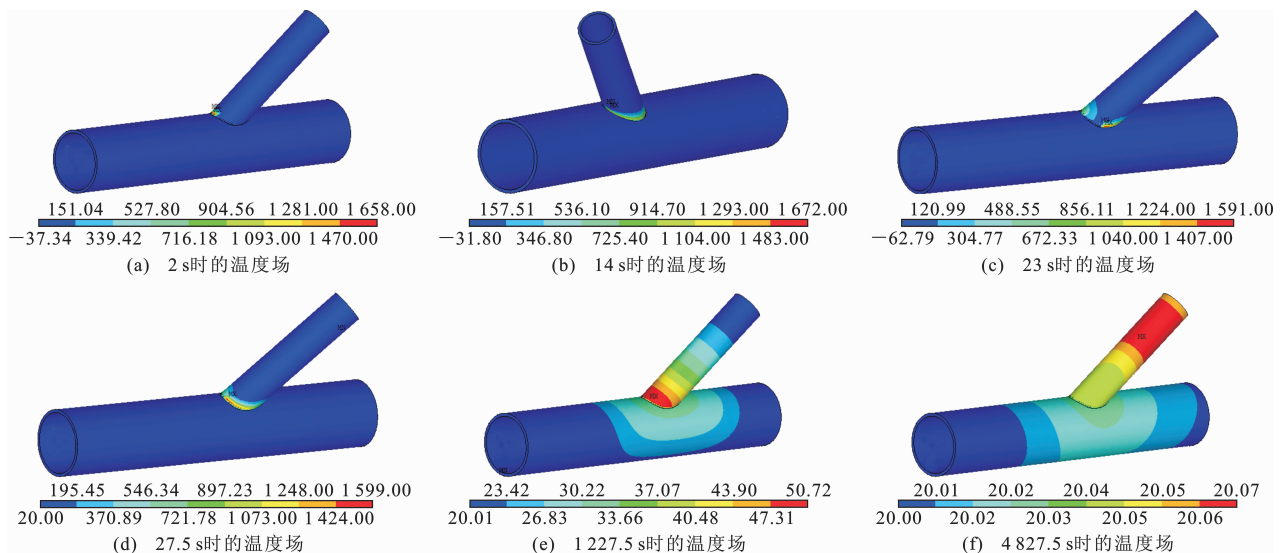 151.04 527.80 904.56 1 281.00 1 658.00
−37.34 339.42 716.18 1 093.00 1 470.00
(a) 2 s时的温度场
157.51 536.10 914.70 1 293.00 1 672.00
−31.80 346.80 725.40 1 104.00 1 483.00
(b) 14 s时的温度场
120.99 488.55 856.11 1 224.00 1 591.00
−62.79 304.77 672.33 1 040.00 1 407.00
(c) 23 s时的温度场
195.45 546.34 897.23 1 248.00 1 599.00
20.00 370.89 721.78 1 073.00 1 424.00
(d) 27.5 s时的温度场
MX
23.42 30.22 37.07 43.90 50.72
20.01 26.83 33.66 40.48 47.31
(e) 1 227.5 s时的温度场
MX
20.01 20.02 20.04 20.05 20.07
20.00 20.02 20.03 20.05 20.06
(f) 4 827.5 s时的温度场